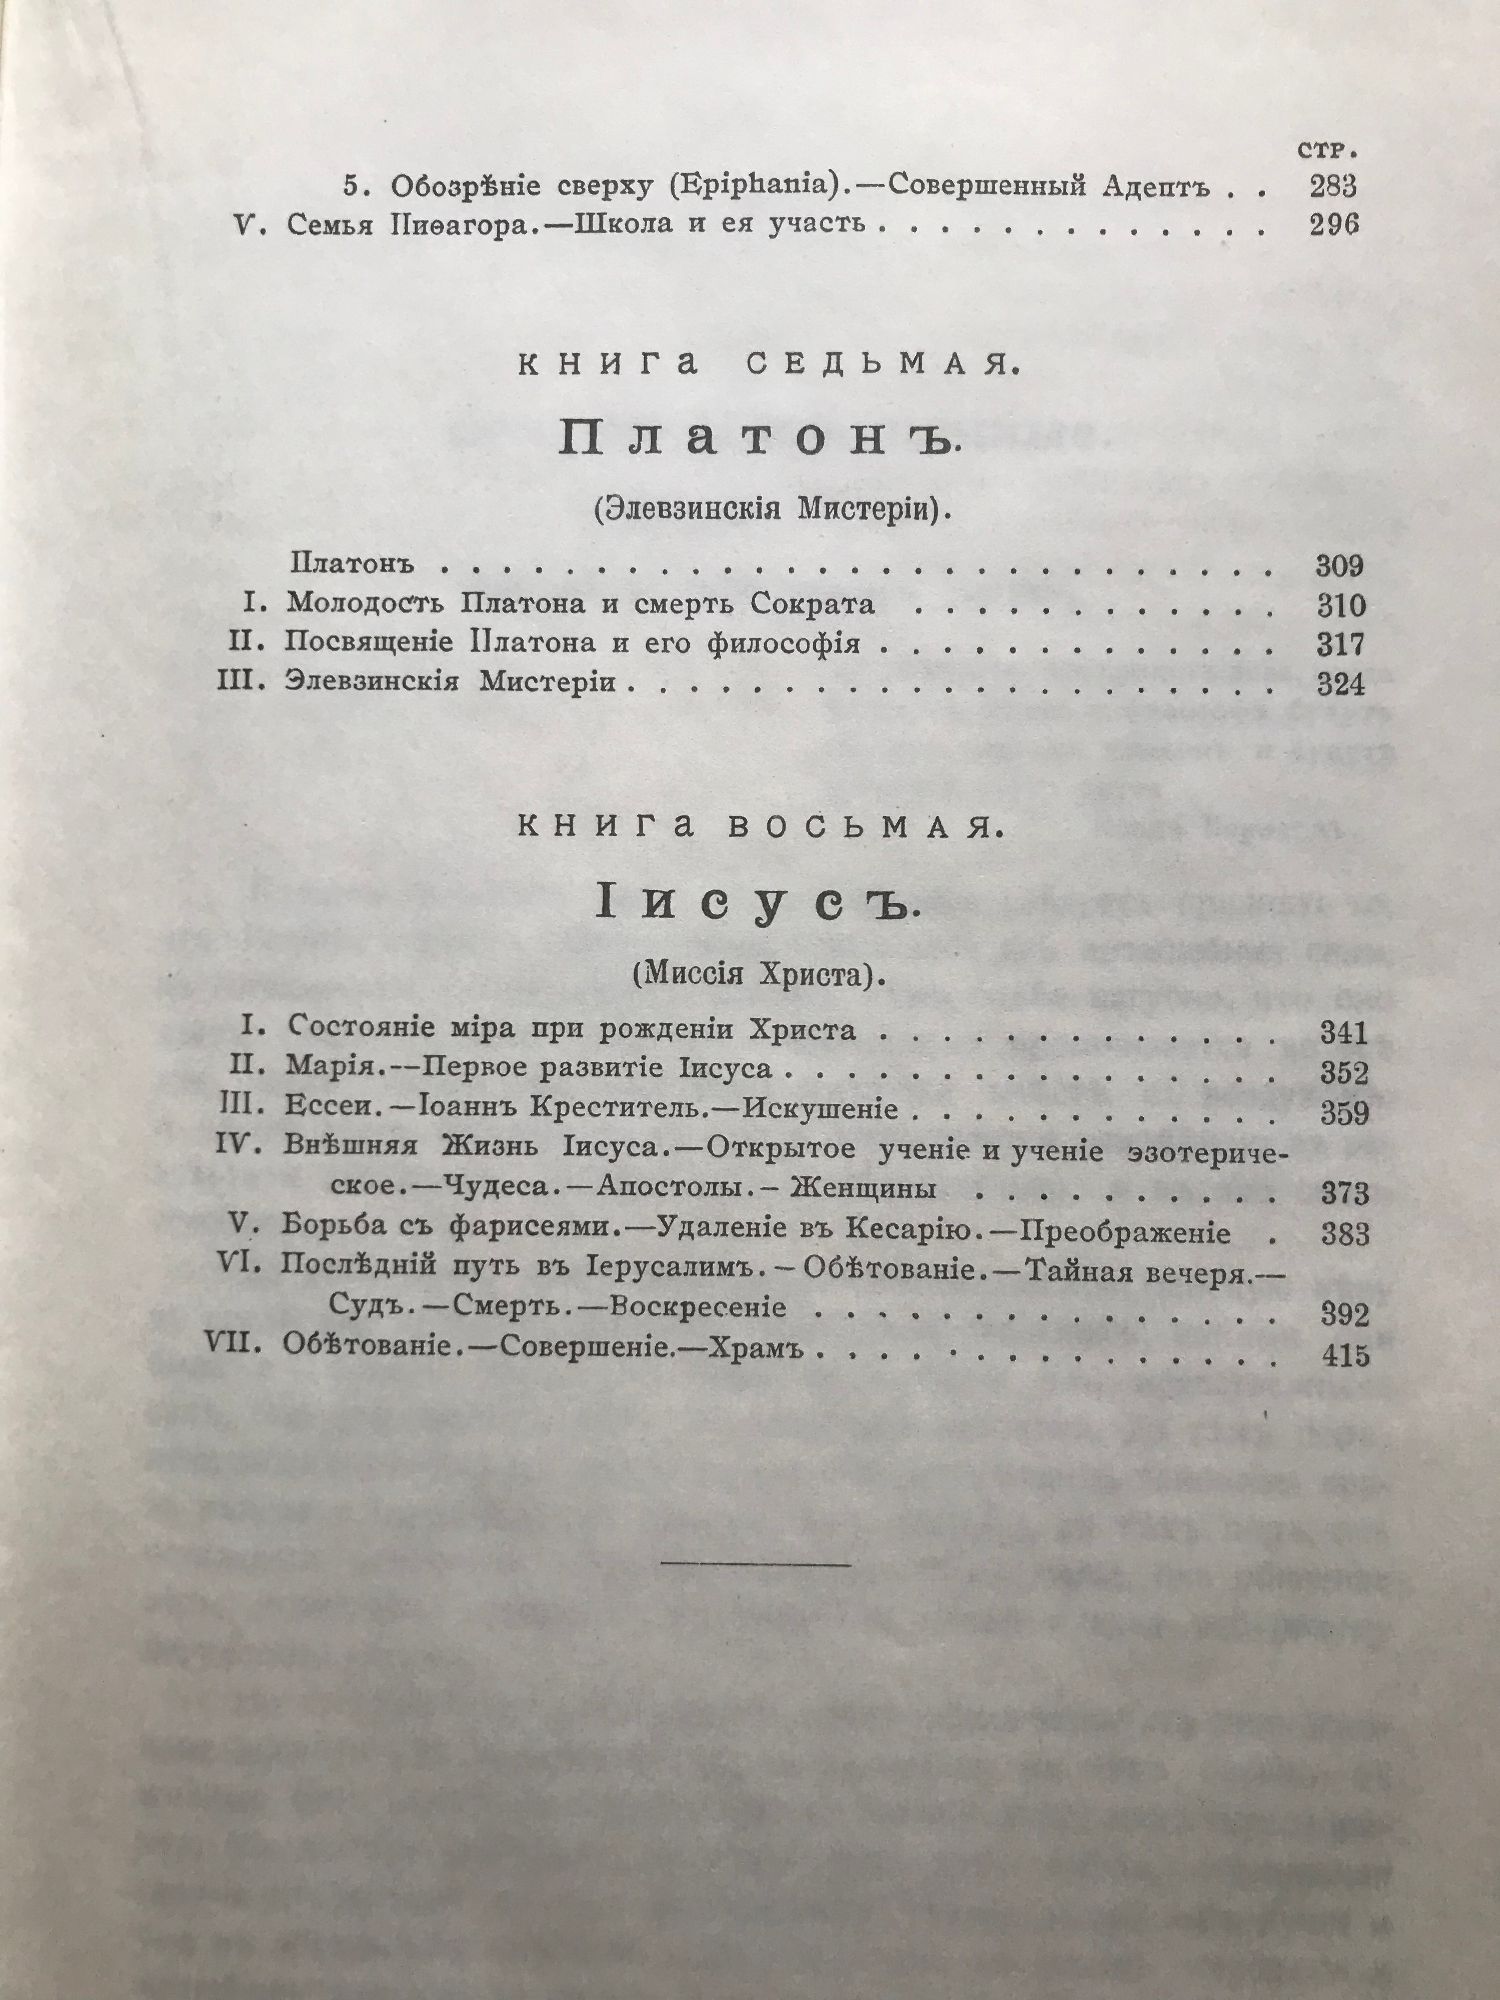 СТР.
5. Обозрѣніе сверху (Epiphania).—Совершенный Адептъ . . 283
V. Семья Пиѳагора.—Школа и ея участь . . . . . . . . . . . . . 296
КНИГА СЕДЬМАЯ.
Платонъ.
(Элевзинскія Мистеріи).
Платонъ . . . . . . . . . . . . . . . . . . . . . . . . . . . 309
I. Молодость Платона и смерть Сократа . . . . . . . . . . . . 310
II. Посвященіе Платона и его философія . . . . . . . . . . . . . 317
III. Элевзинскія Мистеріи . . . . . . . . . . . . . . . . . . . . . 324
КНИГА ВОСЬМАЯ.
Іисусъ.
(Миссія Христа).
I. Состояніе міра при рожденіи Христа . . . . . . . . . . . . . 341
II. Марія.—Первое развитіе Іисуса . . . . . . . . . . . . . . . . 352
III. Ессеи.—Іоаннъ Креститель.—Искушеніе . . . . . . . . . . . . 359
IV. Внѣшняя Жизнь Іисуса.—Открытое ученіе и ученіе эзотериче-
ское.—Чудеса.—Апостолы.—Женщины . . . . . . . . . . 373
V. Борьба съ фарисеями.—Удаленіе въ Кесарію.—Преображеніе . 383
VI. Послѣдній путь въ Іерусалимъ.—Обѣтованіе.—Тайная вечеря.—
Судъ.—Смерть.—Воскресеніе . . . . . . . . . . . . . . . 392
VII. Обѣтованіе.—Совершеніе.—Храмъ . . . . . . . . . . . . . . . 415